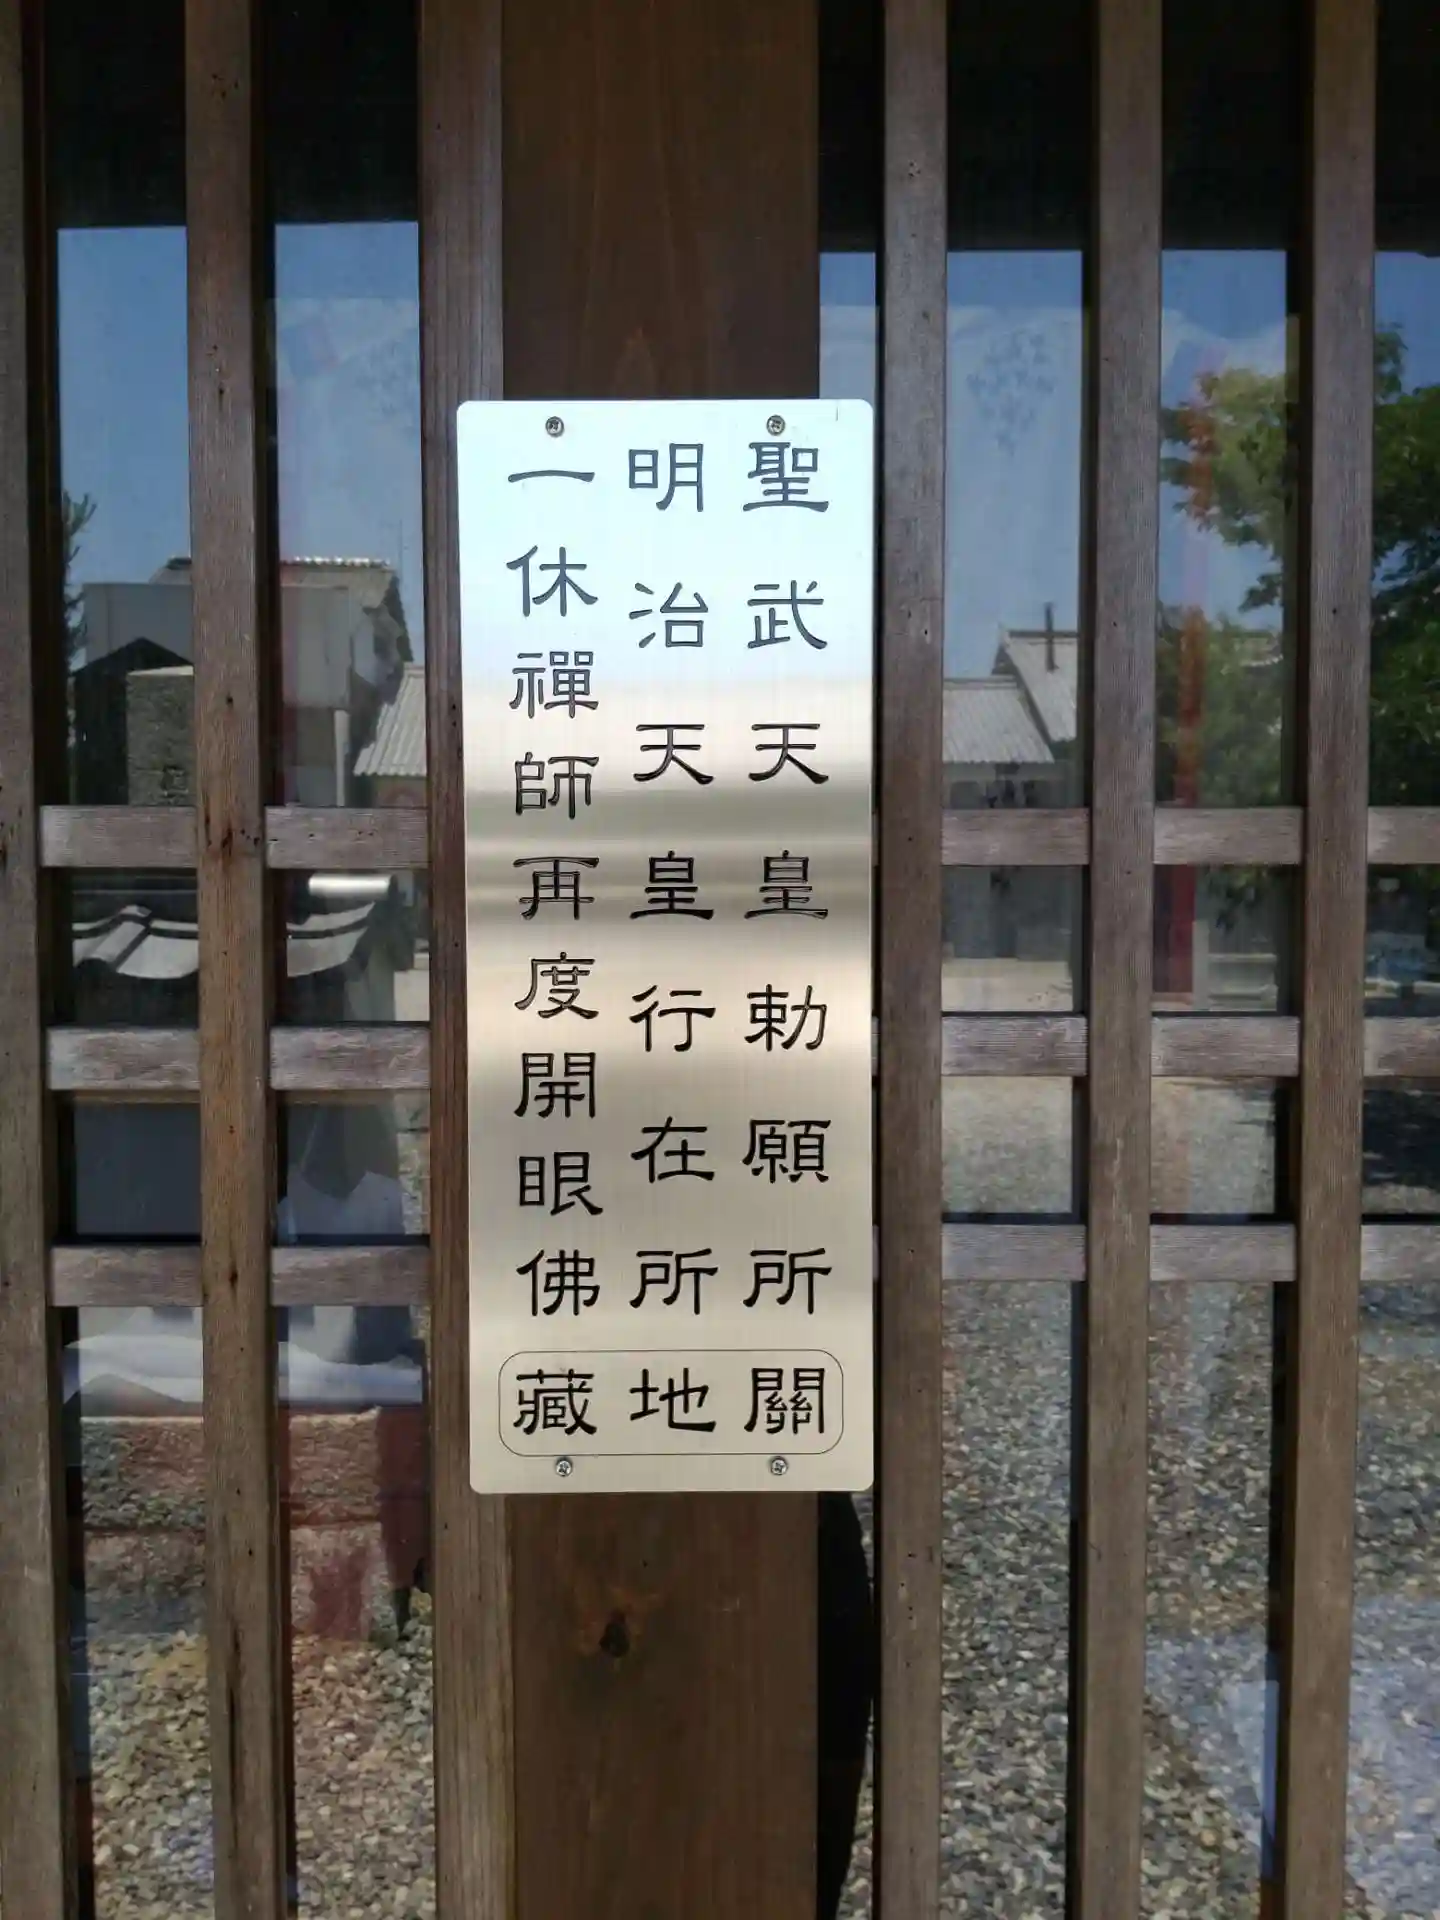 聖武天皇勅願所
明治天皇行在所
一休禪師再度開眼佛
關地藏